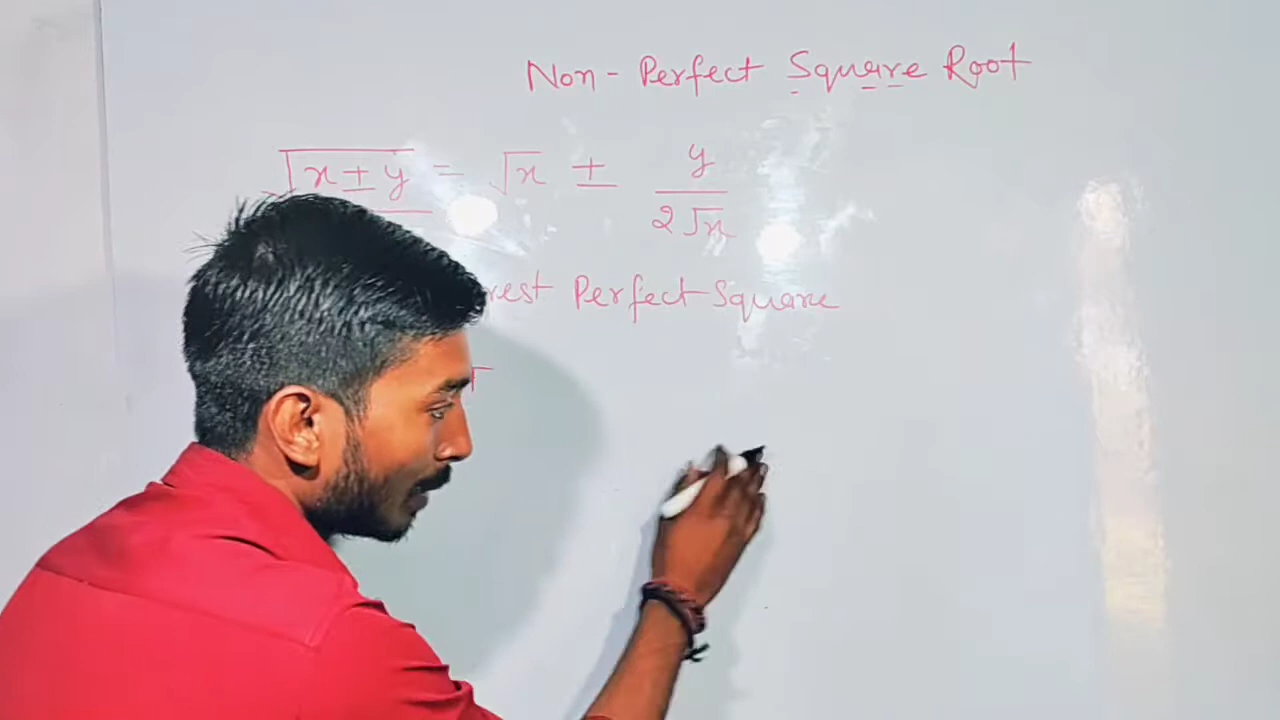 Non - Perfect Square Root
√x ± y = √x ± y / 2√x
Perfect Square